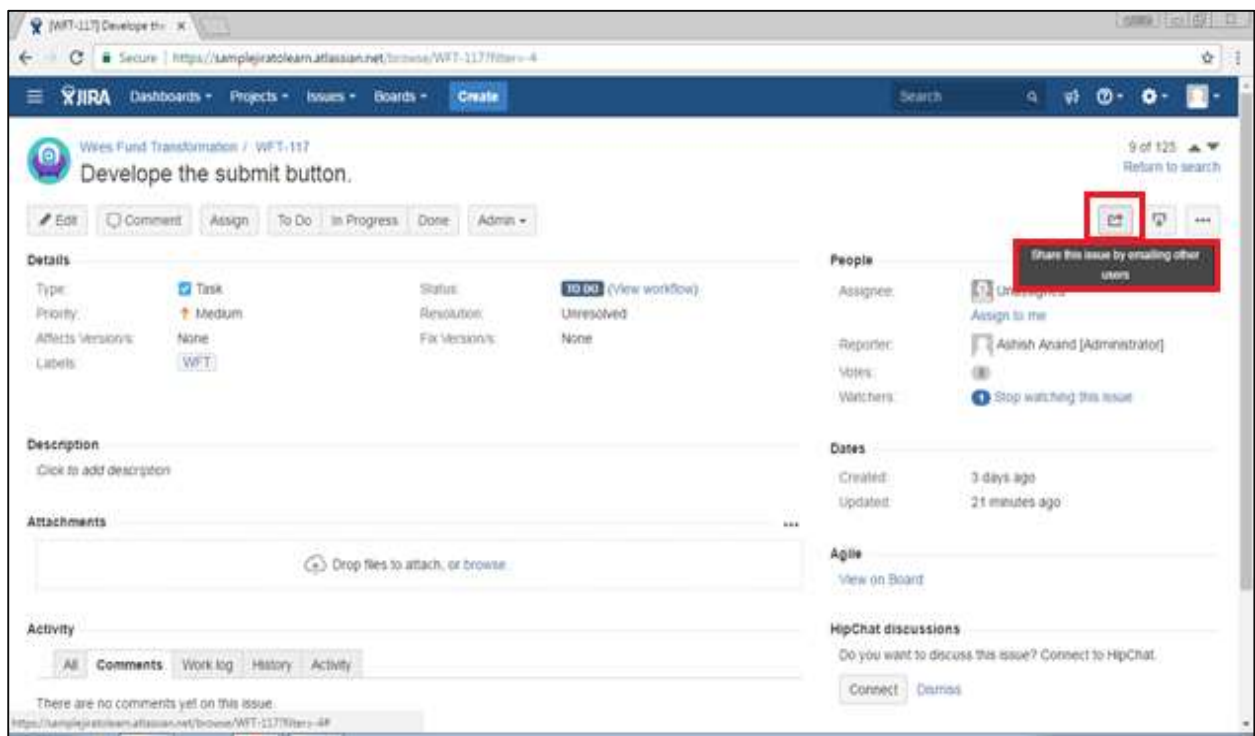 [WFT-117] Develope the
Secure | https://samplejiratolearn.atlassian.net/browse/WFT-117?filter=-4
JIRA Dashboards Projects Issues Boards Create Search
Wires Fund Transformation / WFT-117
9 of 125
Develope the submit button.
Return to search
Edit Comment Assign To Do In Progress Done Admin
Share this issue by emailing other users
Details
Type: Task
Status: TO DO (View workflow)
Priority: Medium
Resolution: Unresolved
Affects Version/s: None
Fix Version/s: None
Labels: WFT
People
Assignee: Unassigned
Assign to me
Reporter: Ashish Anand [Administrator]
Votes: 0
Watchers: 1 Stop watching this issue
Description
Click to add description
Dates
Created: 3 days ago
Updated: 21 minutes ago
Attachments
Drop files to attach, or browse.
Agile
View on Board
Activity
All Comments Work log History Activity
There are no comments yet on this issue.
HipChat discussions
Do you want to discuss this issue? Connect to HipChat.
Connect Dismiss
https://samplejiratolearn.atlassian.net/browse/WFT-117?filter=-4#